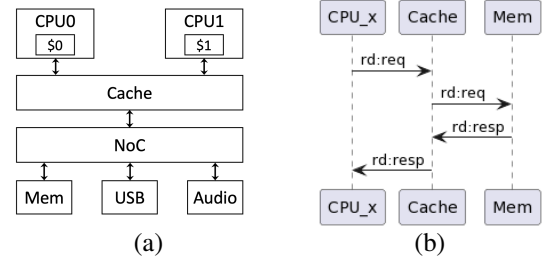 CPU0
$0
CPU1
$1
Cache
NoC
Mem
USB
Audio
(a)
CPU_x
Cache
Mem
rd:req
rd:req
rd:resp
rd:resp
CPU_x
Cache
Mem
(b)